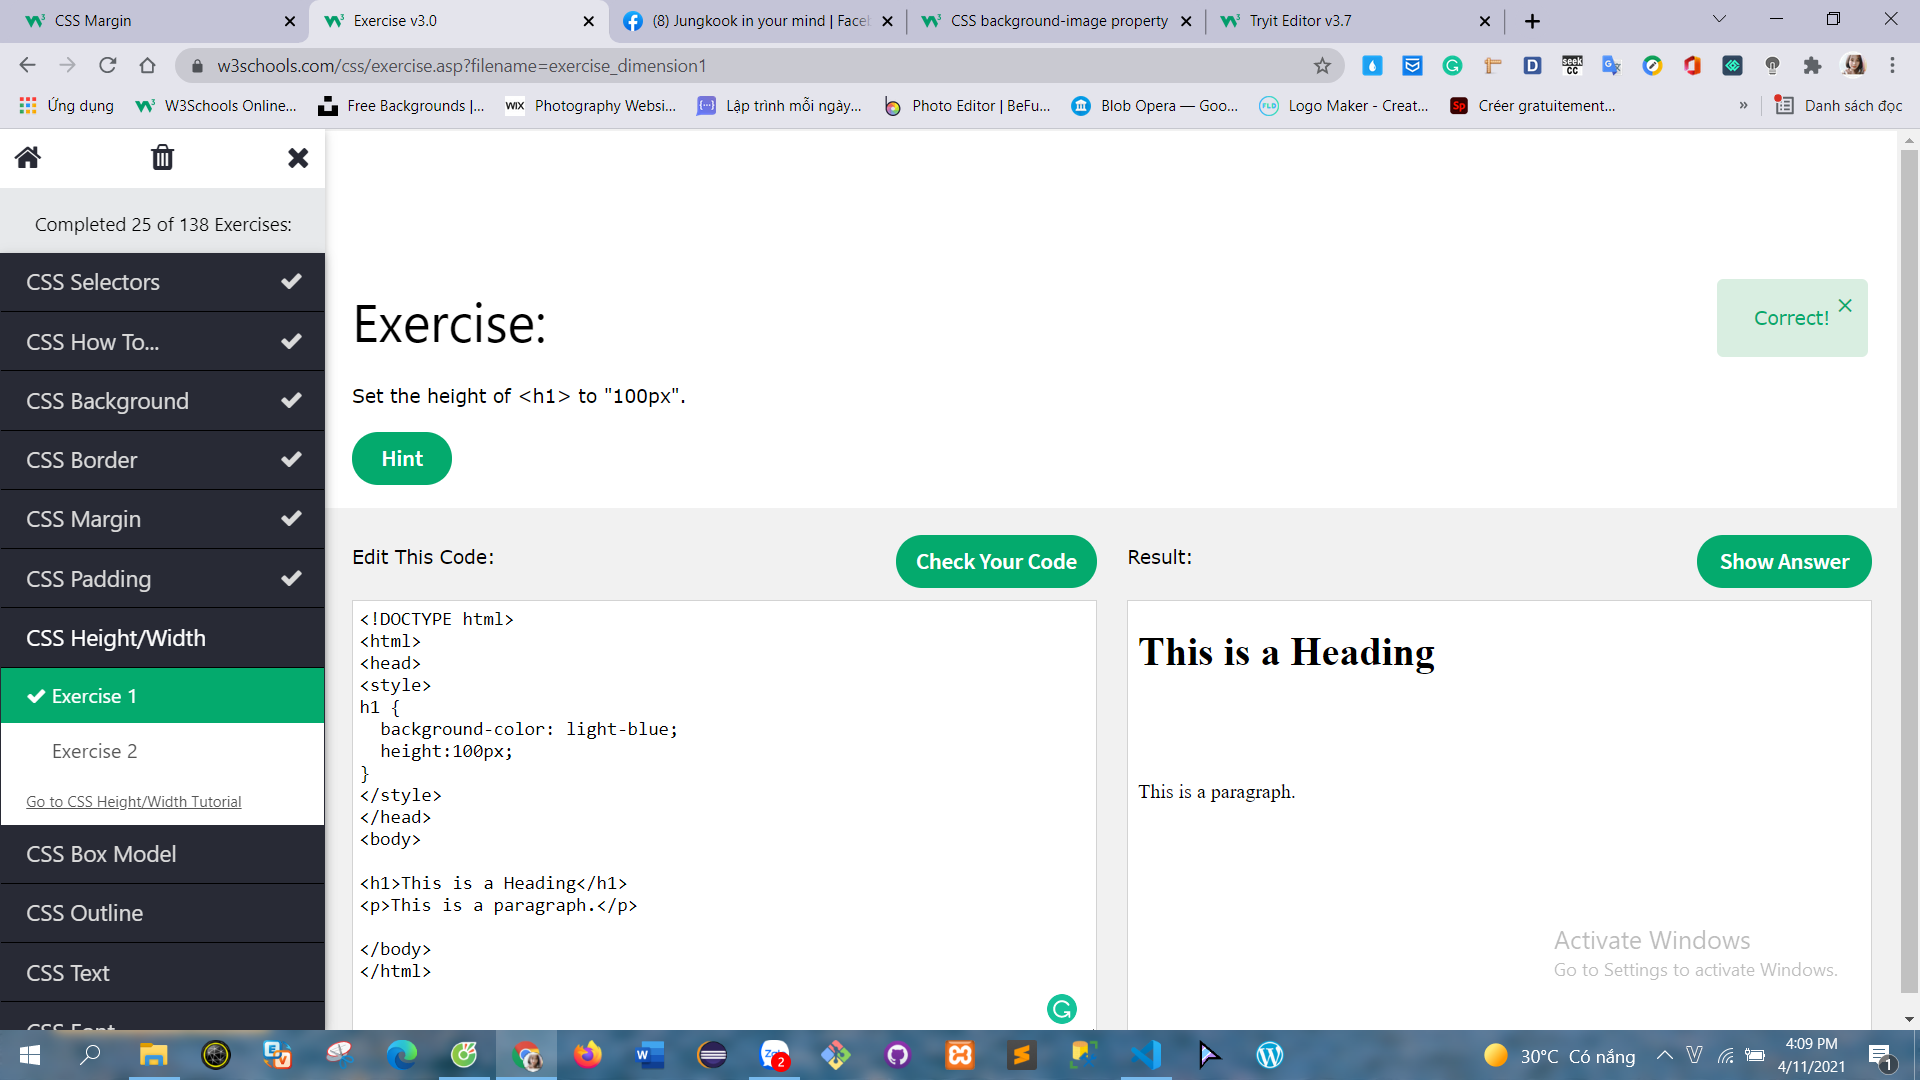 CSS Margin
Exercise v3.0
(8) Jungkook in your mind | Faceb
CSS background-image property
Tryit Editor v3.7
w3schools.com/css/exercise.asp?filename=exercise_dimension1
Ứng dụng
W3Schools Online...
Free Backgrounds |...
Photography Websi...
Lập trình mỗi ngày...
Photo Editor | BeFu...
Blob Opera — Goo...
Logo Maker - Creat...
Créer gratuitement...
»
Danh sách đọc
Completed 25 of 138 Exercises:
CSS Selectors
CSS How To...
CSS Background
CSS Border
CSS Margin
CSS Padding
CSS Height/Width
Exercise 1
Exercise 2
Go to CSS Height/Width Tutorial
CSS Box Model
CSS Outline
CSS Text
CSS Font
Exercise:
Correct!
Set the height of <h1> to "100px".
Hint
Edit This Code:
Check Your Code
Result:
Show Answer
<!DOCTYPE html>
<html>
<head>
<style>
h1 {
  background-color: light-blue;
  height:100px;
}
</style>
</head>
<body>
<h1>This is a Heading</h1>
<p>This is a paragraph.</p>
</body>
</html>
This is a Heading
This is a paragraph.
Activate Windows
Go to Settings to activate Windows.
30°C Có nắng
4:09 PM
4/11/2021
1